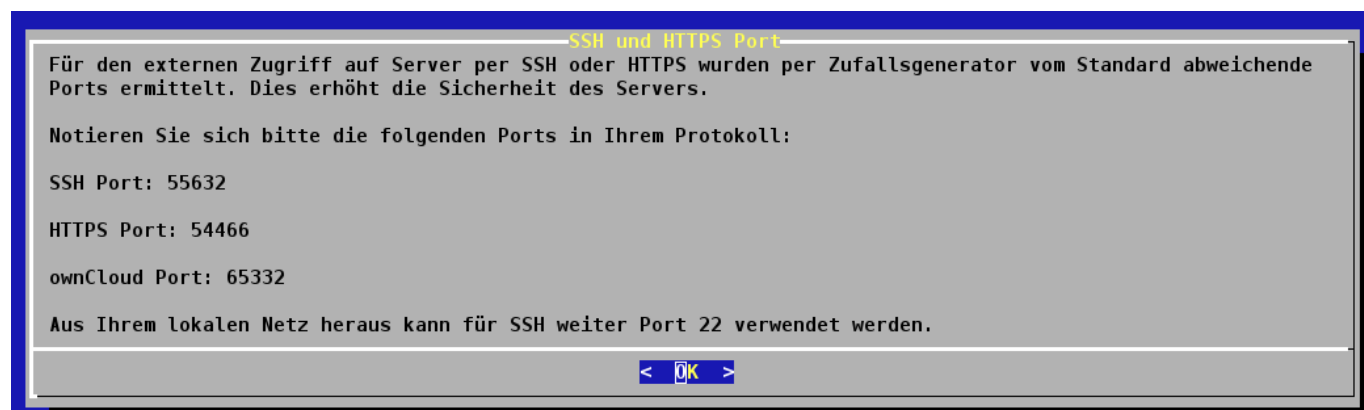 SSH und HTTPS Port
Für den externen Zugriff auf Server per SSH oder HTTPS wurden per Zufallsgenerator vom Standard abweichende
Ports ermittelt. Dies erhöht die Sicherheit des Servers.
Notieren Sie sich bitte die folgenden Ports in Ihrem Protokoll:
SSH Port: 55632
HTTPS Port: 54466
ownCloud Port: 65332
Aus Ihrem lokalen Netz heraus kann für SSH weiter Port 22 verwendet werden.
< OK >